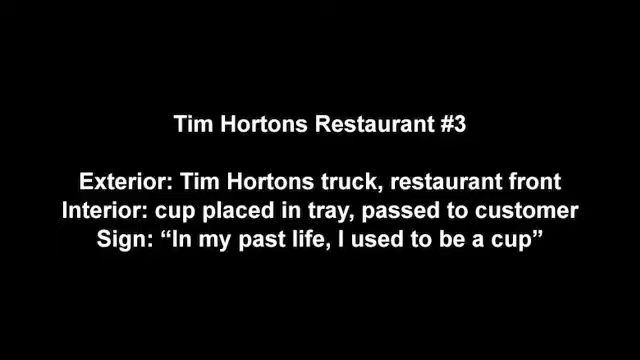 Tim Hortons Restaurant #3
Exterior: Tim Hortons truck, restaurant front
Interior: cup placed in tray, passed to customer
Sign: “In my past life, I used to be a cup”